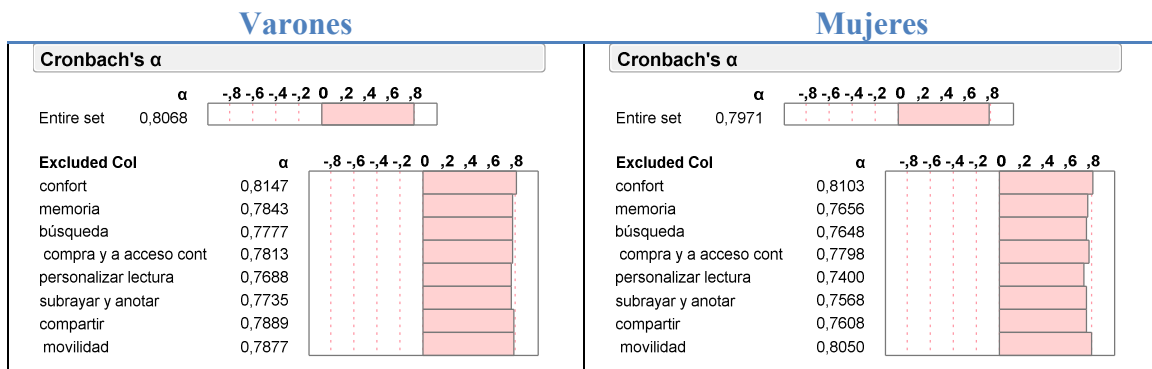 Varones
Cronbach's α
α -,8 -,6 -,4 -,2 0 ,2 ,4 ,6 ,8
Entire set 0,8068
Excluded Col α -,8 -,6 -,4 -,2 0 ,2 ,4 ,6 ,8
confort 0,8147
memoria 0,7843
búsqueda 0,7777
compra y a acceso cont 0,7813
personalizar lectura 0,7688
subrayar y anotar 0,7735
compartir 0,7889
movilidad 0,7877
Mujeres
Cronbach's α
α -,8 -,6 -,4 -,2 0 ,2 ,4 ,6 ,8
Entire set 0,7971
Excluded Col α -,8 -,6 -,4 -,2 0 ,2 ,4 ,6 ,8
confort 0,8103
memoria 0,7656
búsqueda 0,7648
compra y a acceso cont 0,7798
personalizar lectura 0,7400
subrayar y anotar 0,7568
compartir 0,7608
movilidad 0,8050